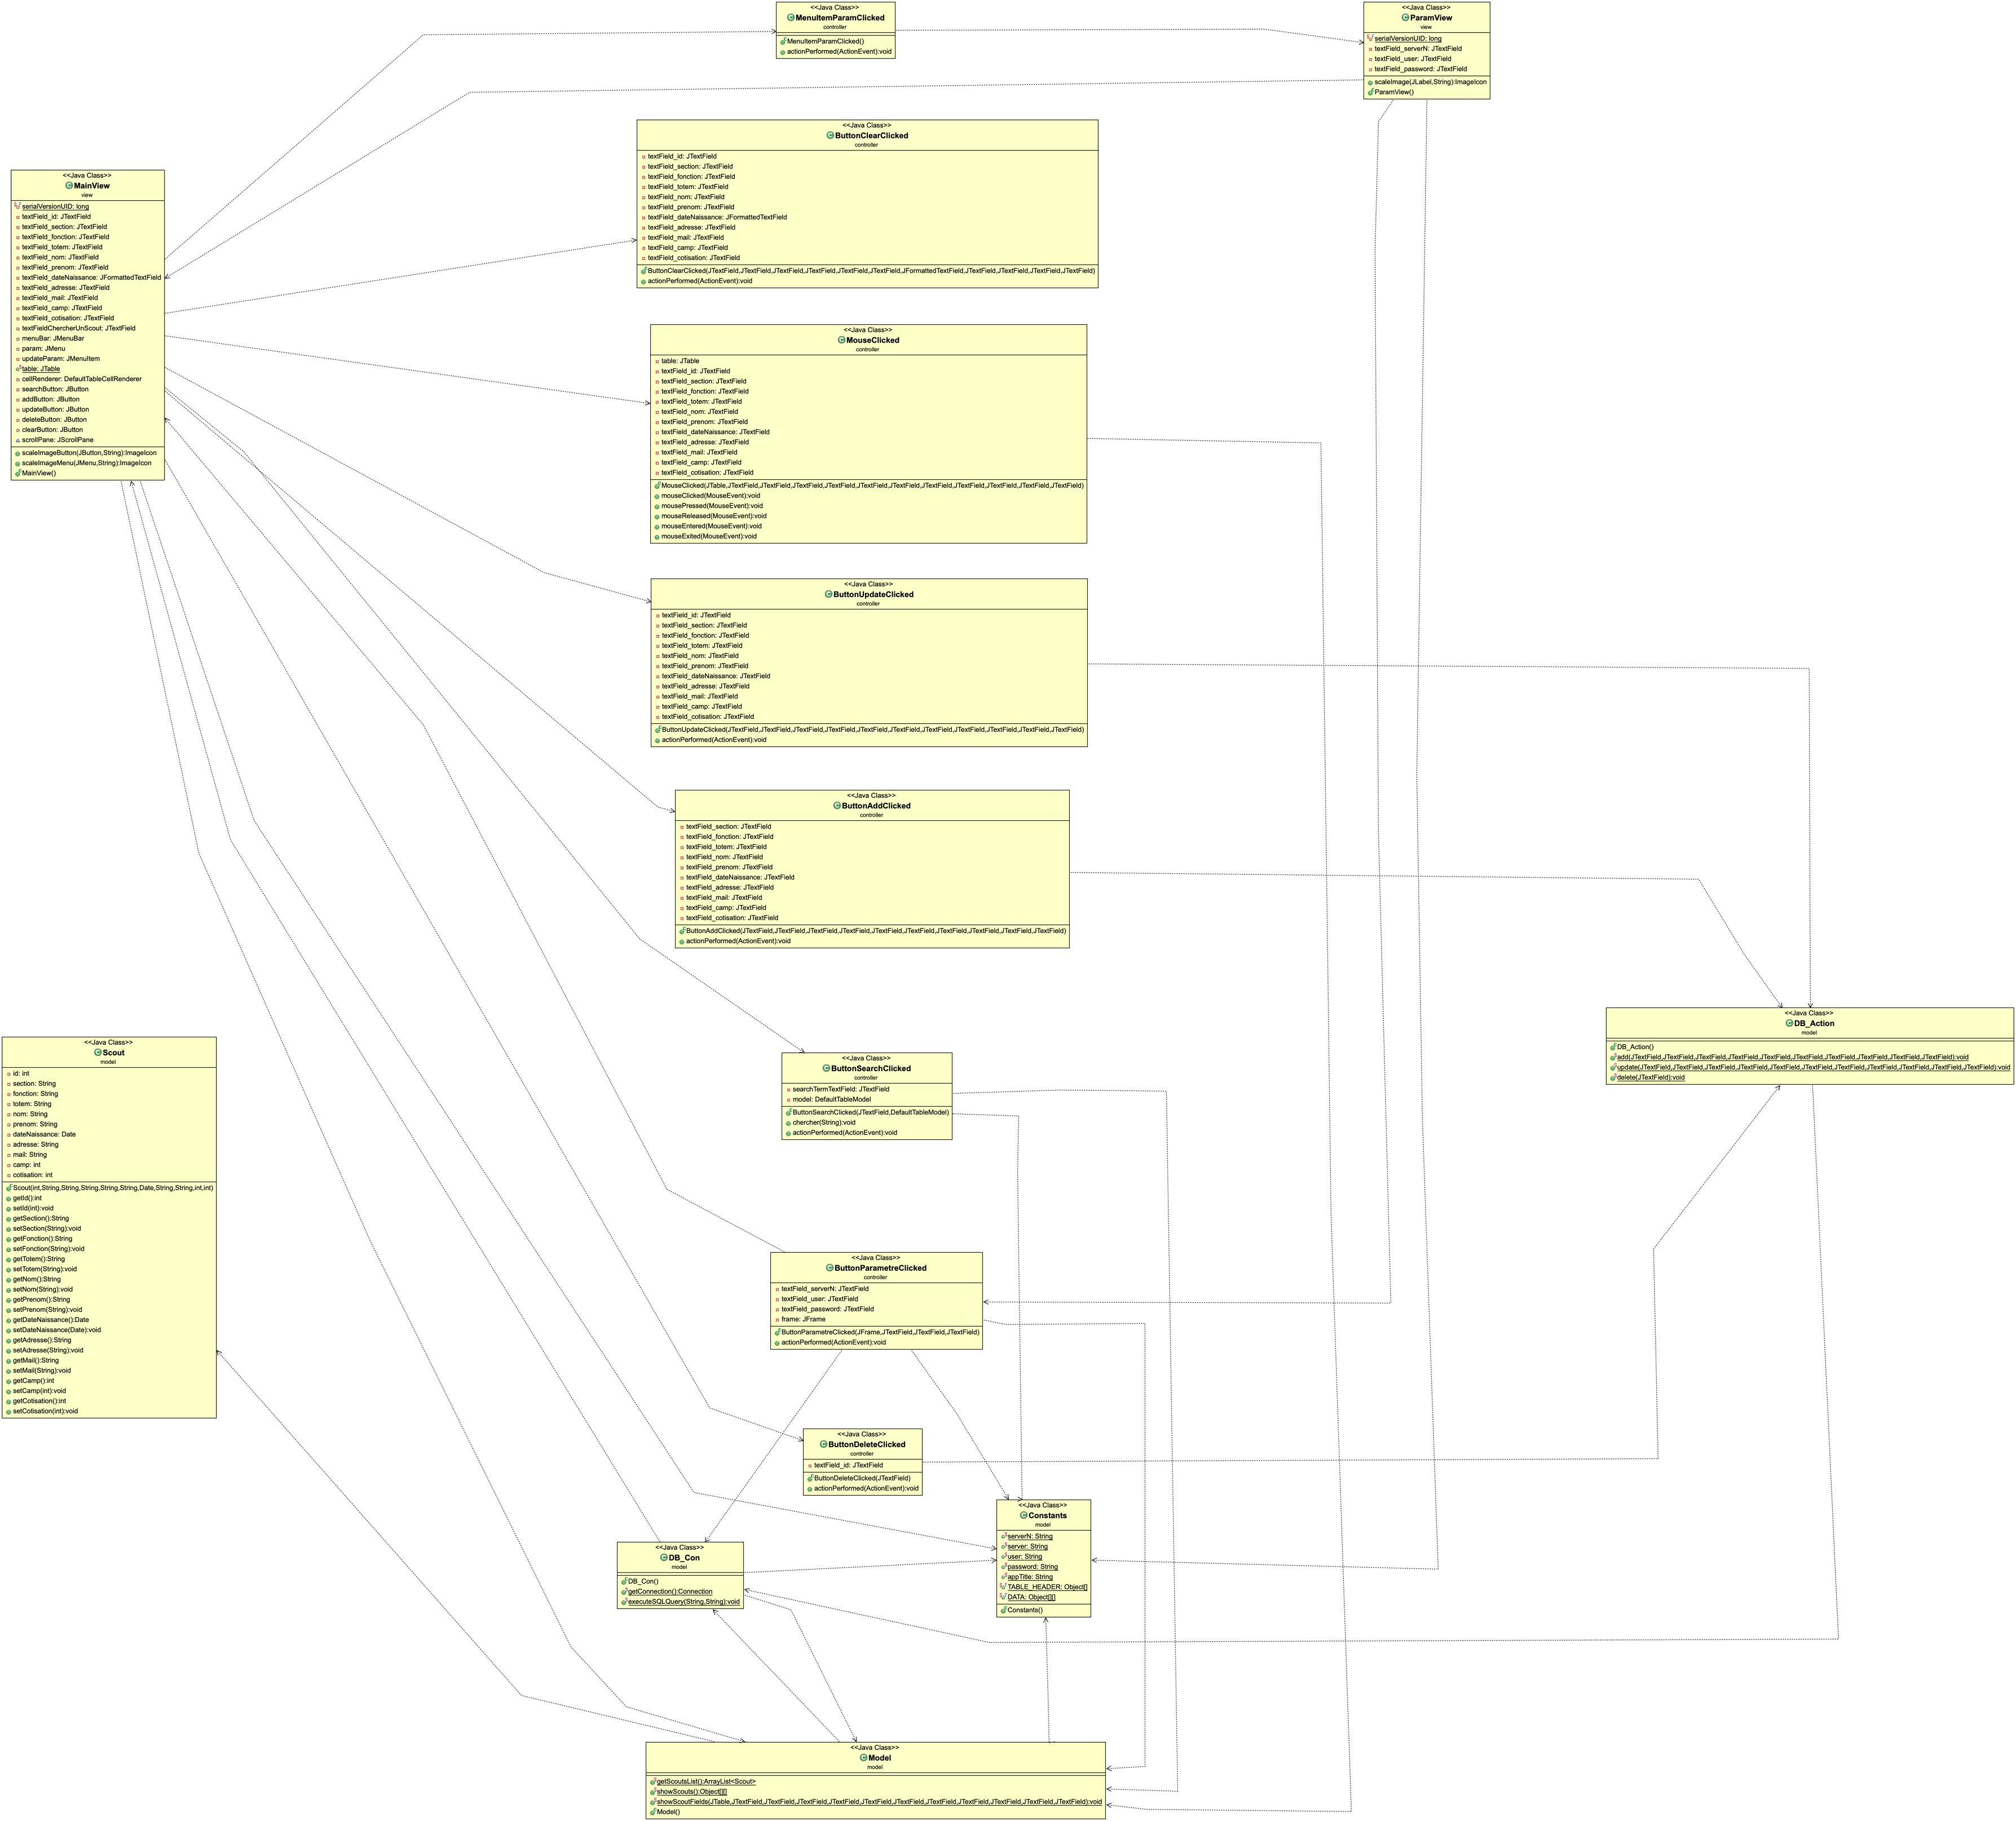 <<Java Class>>
MenuItemParamClicked
controller
MenuItemParamClicked()
actionPerformed(ActionEvent):void
<<Java Class>>
ParamView
view
serialVersionUID: long
textField_serverN: JTextField
textField_user: JTextField
textField_password: JTextField
scaleImage(JLabel,String):ImageIcon
ParamView()
<<Java Class>>
ButtonClearClicked
controller
textField_id: JTextField
textField_section: JTextField
textField_fonction: JTextField
textField_totem: JTextField
textField_nom: JTextField
textField_prenom: JTextField
textField_dateNaissance: JFormattedTextField
textField_adresse: JTextField
textField_mail: JTextField
textField_camp: JTextField
textField_cotisation: JTextField
ButtonClearClicked(JTextField,JTextField,JTextField,JTextField,JTextField,JTextField,JFormattedTextField,JTextField,JTextField,JTextField,JTextField)
actionPerformed(ActionEvent):void
<<Java Class>>
MainView
view
serialVersionUID: long
textField_id: JTextField
textField_section: JTextField
textField_fonction: JTextField
textField_totem: JTextField
textField_nom: JTextField
textField_prenom: JTextField
textField_dateNaissance: JFormattedTextField
textField_adresse: JTextField
textField_mail: JTextField
textField_camp: JTextField
textField_cotisation: JTextField
textFieldChercherUnScout: JTextField
menuBar: JMenuBar
param: JMenu
updateParam: JMenuItem
table: JTable
cellRenderer: DefaultTableCellRenderer
searchButton: JButton
addButton: JButton
updateButton: JButton
deleteButton: JButton
clearButton: JButton
scrollPane: JScrollPane
scaleImageButton(JButton,String):ImageIcon
scaleImageMenu(JMenu,String):ImageIcon
MainView()
<<Java Class>>
MouseClicked
controller
table: JTable
textField_id: JTextField
textField_section: JTextField
textField_fonction: JTextField
textField_totem: JTextField
textField_nom: JTextField
textField_prenom: JTextField
textField_dateNaissance: JTextField
textField_adresse: JTextField
textField_mail: JTextField
textField_camp: JTextField
textField_cotisation: JTextField
MouseClicked(JTable,JTextField,JTextField,JTextField,JTextField,JTextField,JTextField,JTextField,JTextField,JTextField,JTextField,JTextField)
mouseClicked(MouseEvent):void
mousePressed(MouseEvent):void
mouseReleased(MouseEvent):void
mouseEntered(MouseEvent):void
mouseExited(MouseEvent):void
<<Java Class>>
ButtonUpdateClicked
controller
textField_id: JTextField
textField_section: JTextField
textField_fonction: JTextField
textField_totem: JTextField
textField_nom: JTextField
textField_prenom: JTextField
textField_dateNaissance: JTextField
textField_adresse: JTextField
textField_mail: JTextField
textField_camp: JTextField
textField_cotisation: JTextField
ButtonUpdateClicked(JTextField,JTextField,JTextField,JTextField,JTextField,JTextField,JTextField,JTextField,JTextField,JTextField,JTextField)
actionPerformed(ActionEvent):void
<<Java Class>>
ButtonAddClicked
controller
textField_section: JTextField
textField_fonction: JTextField
textField_totem: JTextField
textField_nom: JTextField
textField_prenom: JTextField
textField_dateNaissance: JTextField
textField_adresse: JTextField
textField_mail: JTextField
textField_camp: JTextField
textField_cotisation: JTextField
ButtonAddClicked(JTextField,JTextField,JTextField,JTextField,JTextField,JTextField,JTextField,JTextField,JTextField,JTextField)
actionPerformed(ActionEvent):void
<<Java Class>>
DB_Action
model
DB_Action()
add(JTextField,JTextField,JTextField,JTextField,JTextField,JTextField,JTextField,JTextField,JTextField,JTextField):void
update(JTextField,JTextField,JTextField,JTextField,JTextField,JTextField,JTextField,JTextField,JTextField,JTextField,JTextField):void
delete(JTextField):void
<<Java Class>>
Scout
model
id: int
section: String
fonction: String
totem: String
nom: String
prenom: String
dateNaissance: Date
adresse: String
mail: String
camp: int
cotisation: int
Scout(int,String,String,String,String,String,Date,String,String,int,int)
getId():int
setId(int):void
getSection():String
setSection(String):void
getFonction():String
setFonction(String):void
getTotem():String
setTotem(String):void
getNom():String
setNom(String):void
getPrenom():String
setPrenom(String):void
getDateNaissance():Date
setDateNaissance(Date):void
getAdresse():String
setAdresse(String):void
getMail():String
setMail(String):void
getCamp():int
setCamp(int):void
getCotisation():int
setCotisation(int):void
<<Java Class>>
ButtonSearchClicked
controller
searchTermTextField: JTextField
model: DefaultTableModel
ButtonSearchClicked(JTextField,DefaultTableModel)
chercher(String):void
actionPerformed(ActionEvent):void
<<Java Class>>
ButtonParametreClicked
controller
textField_serverN: JTextField
textField_user: JTextField
textField_password: JTextField
frame: JFrame
ButtonParametreClicked(JFrame,JTextField,JTextField,JTextField)
actionPerformed(ActionEvent):void
<<Java Class>>
ButtonDeleteClicked
controller
textField_id: JTextField
ButtonDeleteClicked(JTextField)
actionPerformed(ActionEvent):void
<<Java Class>>
Constants
model
serverN: String
server: String
user: String
password: String
appTitle: String
TABLE_HEADER: Object[]
DATA: Object[][]
Constants()
<<Java Class>>
DB_Con
model
DB_Con()
getConnection():Connection
executeSQLQuery(String,String):void
<<Java Class>>
Model
model
getScoutsList():ArrayList<Scout>
showScouts():Object[][]
showScoutFields(JTable,JTextField,JTextField,JTextField,JTextField,JTextField,JTextField,JTextField,JTextField,JTextField,JTextField,JTextField):void
Model()